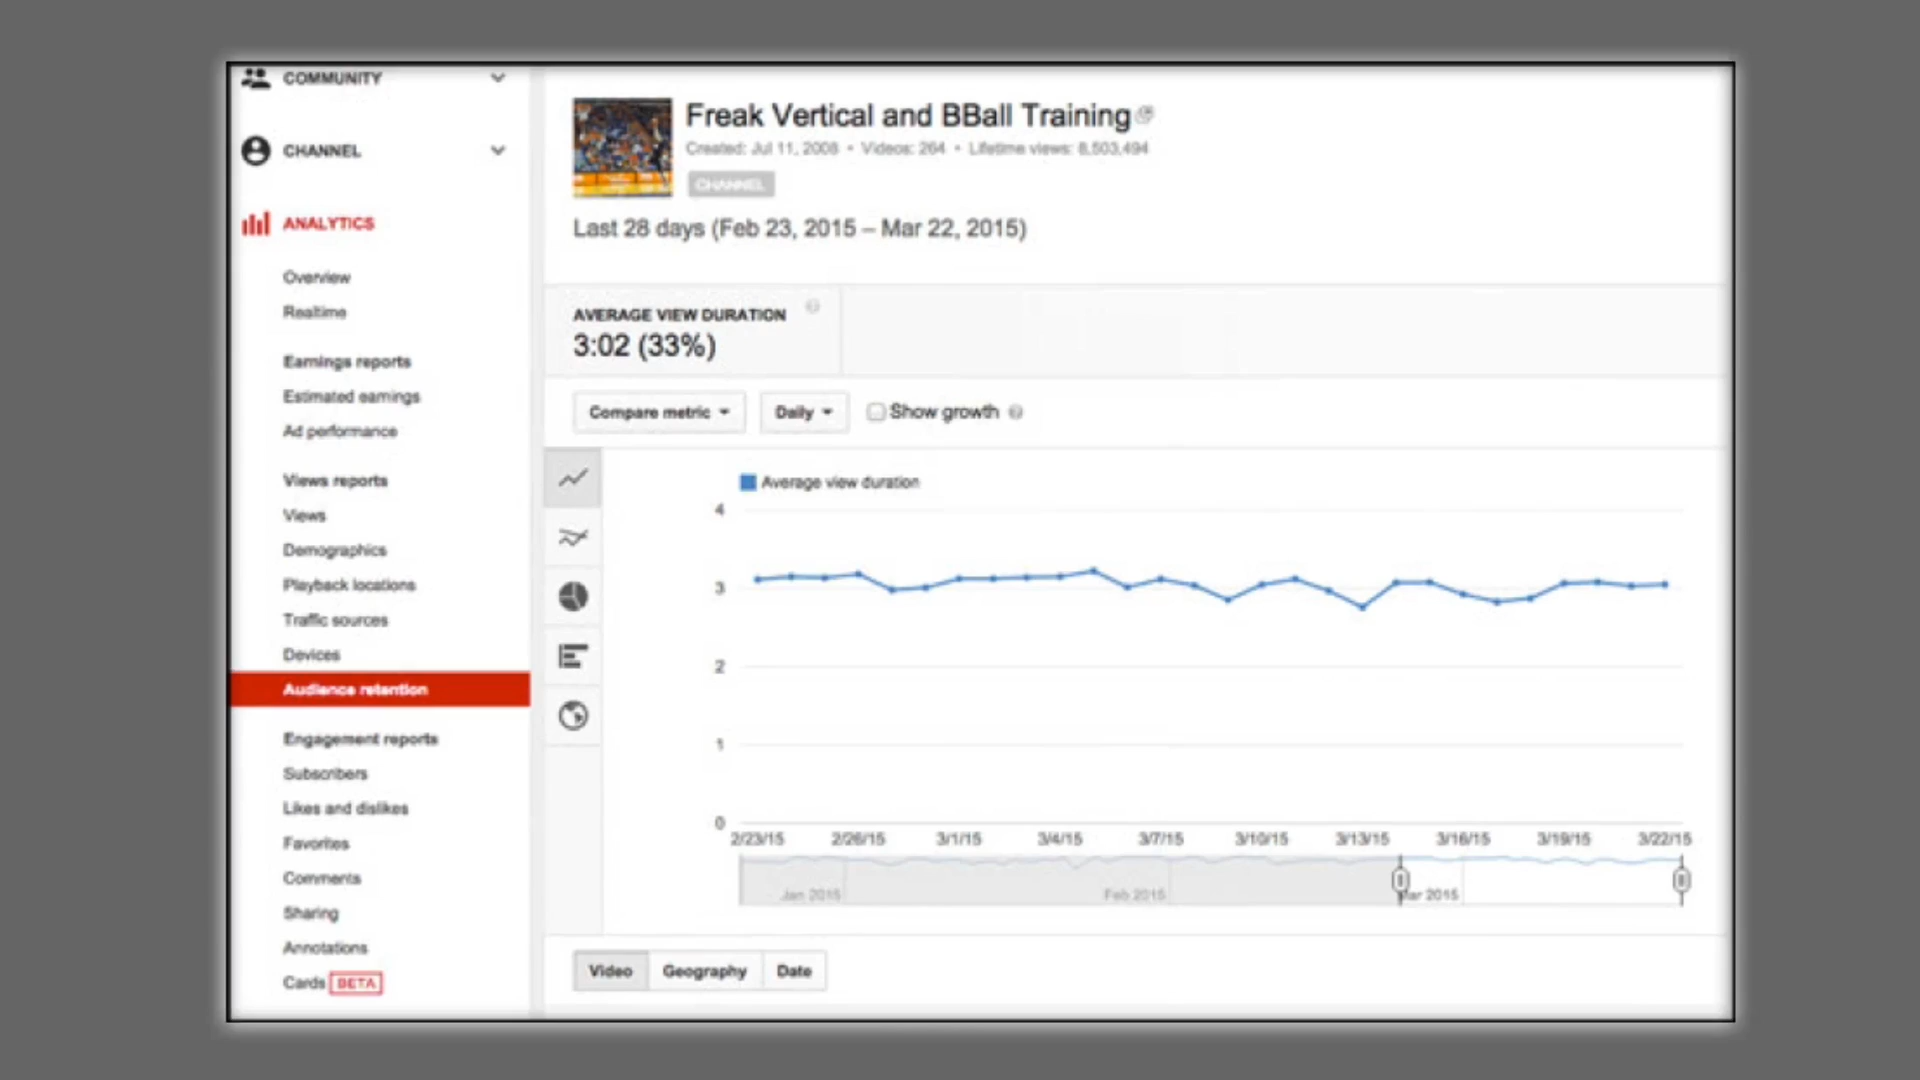 COMMUNITY
CHANNEL
ANALYTICS
Overview
Realtime
Earnings reports
Estimated earnings
Ad performance
Views reports
Views
Demographics
Playback locations
Traffic sources
Devices
Audience retention
Engagement reports
Subscribers
Likes and dislikes
Favorites
Comments
Sharing
Annotations
Cards BETA
Freak Vertical and BBall Training
Created: Jul 11, 2008 • Videos: 264 • Lifetime views: 8,503,494
CHANNEL
Last 28 days (Feb 23, 2015 – Mar 22, 2015)
AVERAGE VIEW DURATION
3:02 (33%)
Compare metric Daily Show growth
Average view duration
4
3
2
1
0
2/23/15 2/26/15 3/1/15 3/4/15 3/7/15 3/10/15 3/13/15 3/16/15 3/19/15 3/22/15
Jan 2015 Feb 2015 Mar 2015
Video Geography Date